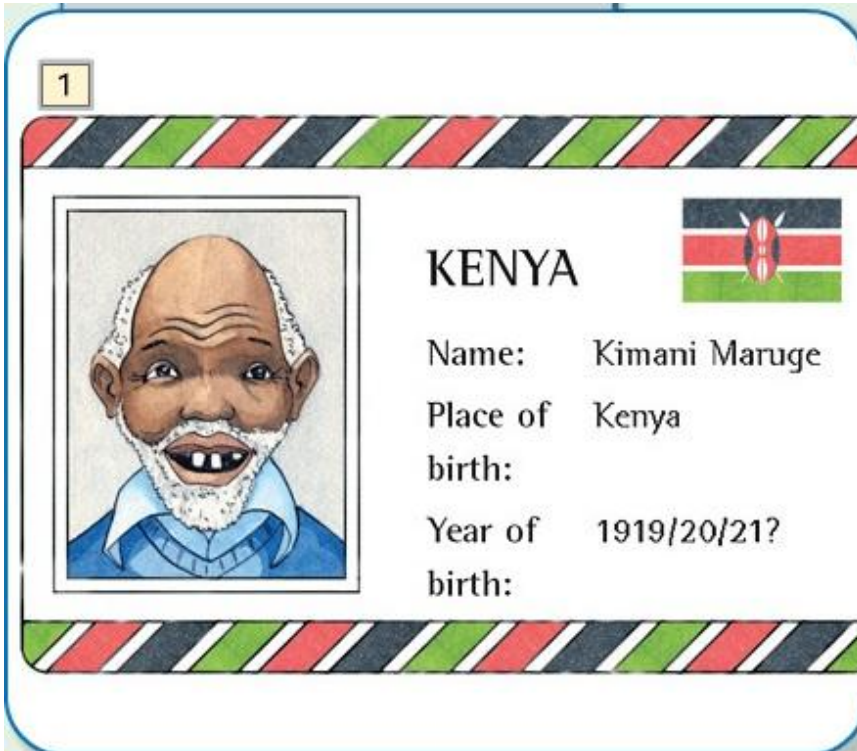 1
KENYA
Name: Kimani Maruge
Place of birth: Kenya
Year of birth: 1919/20/21?